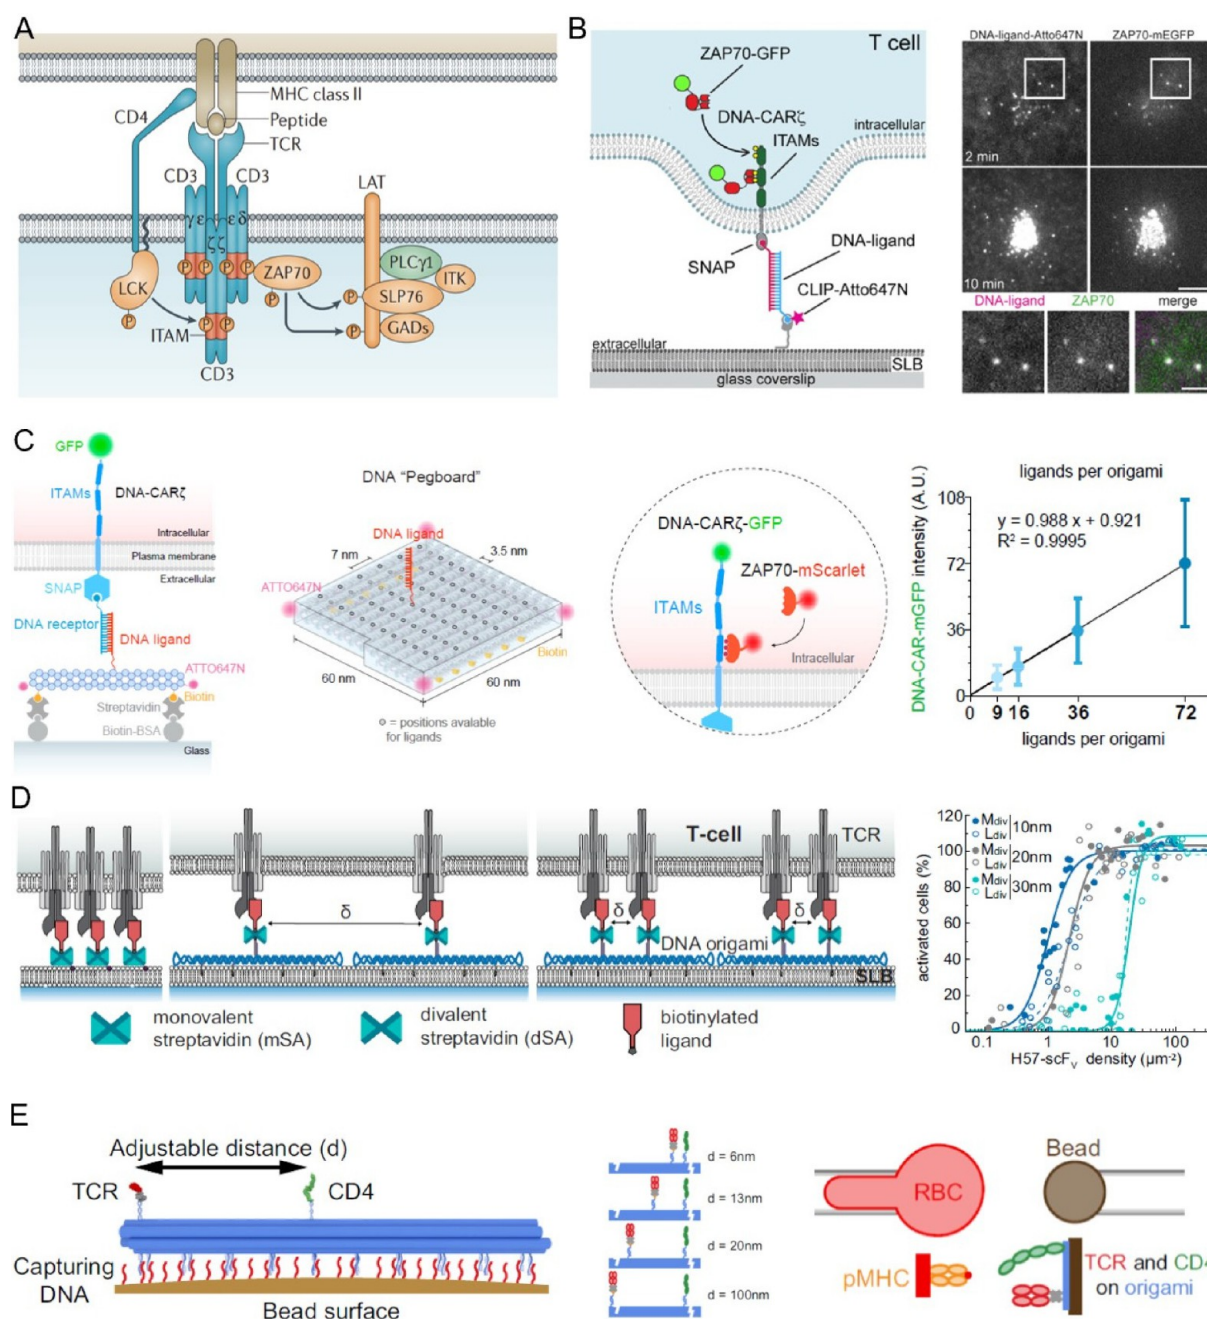 A
MHC class II
CD4
Peptide
TCR
CD3
CD3
LAT
γ ε
ε δ
ζζ
P
P
P
P
P
P
P
P
P
LCK
ZAP70
PLCγ1
ITK
SLP76
GADs
ITAM
CD3
B
T cell
ZAP70-GFP
DNA-CARζ
ITAMs
intracellular
DNA-ligand
SNAP
CLIP-Atto647N
extracellular
SLB
glass coverslip
DNA-ligand-Atto647N
ZAP70-mEGFP
2 min
10 min
DNA-ligand
ZAP70
merge
C
GFP
ITAMs
DNA-CARζ
Intracellular
Plasma membrane
Extracellular
SNAP
DNA receptor
DNA ligand
ATTO647N
Biotin
Streptavidin
Biotin-BSA
Glass
DNA "Pegboard"
DNA ligand
7 nm
3.5 nm
ATTO647N
Biotin
60 nm
60 nm
= positions available
for ligands
DNA-CARζ-GFP
ZAP70-mScarlet
ITAMs
Intracellular
ligands per origami
DNA-CAR-mGFP intensity (A.U.)
108
72
36
0
y = 0.988 x + 0.921
R² = 0.9995
0 9 16 36 72
ligands per origami
D
T-cell
TCR
δ
δ
δ
DNA origami
SLB
monovalent
streptavidin (mSA)
divalent
streptavidin (dSA)
biotinylated
ligand
activated cells (%)
120
100
80
60
40
20
0
Mdiv
Ldiv
10nm
Mdiv
Ldiv
20nm
Mdiv
Ldiv
30nm
0.1 1 10 100
H57-scFV density (μm-2)
E
Adjustable distance (d)
TCR
CD4
Capturing
DNA
Bead surface
d = 6nm
d = 13nm
d = 20nm
d = 100nm
RBC
Bead
pMHC
TCR and CD4
on origami